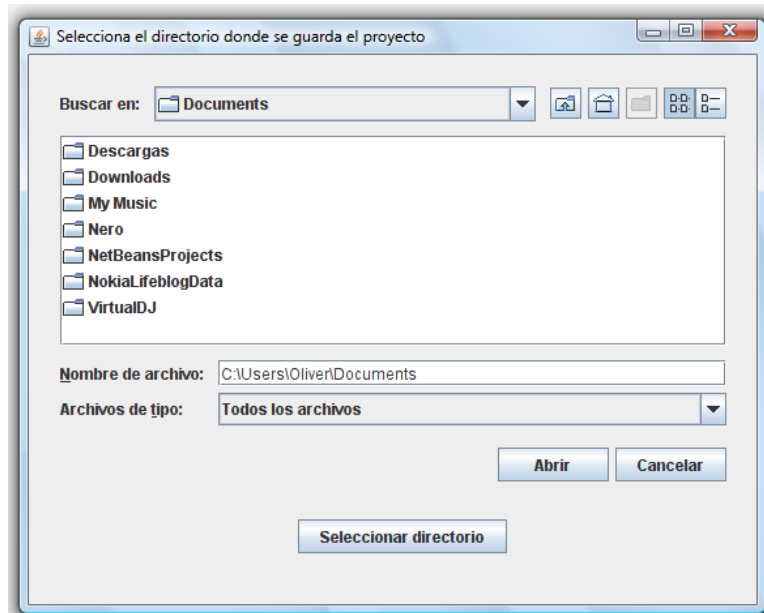 Selecciona el directorio donde se guarda el proyecto
Buscar en: Documents
Descargas
Downloads
My Music
Nero
NetBeansProjects
NokiaLifeblogData
VirtualDJ
Nombre de archivo: C:\Users\Oliver\Documents
Archivos de tipo: Todos los archivos
Abrir Cancelar
Seleccionar directorio